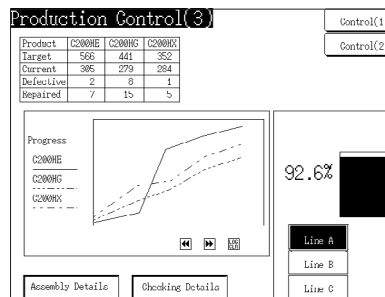 Production Control(3)
Control(1
Control(2
Product C200HE C200HG C200HX
Target 566 441 352
Current 305 279 284
Defective 2 8 1
Repaired 7 15 5
Progress
C200HE
C200HG
C200HX
92.6%
LOG
CLR
Line A
Line B
Line C
Assembly Details
Checking Details